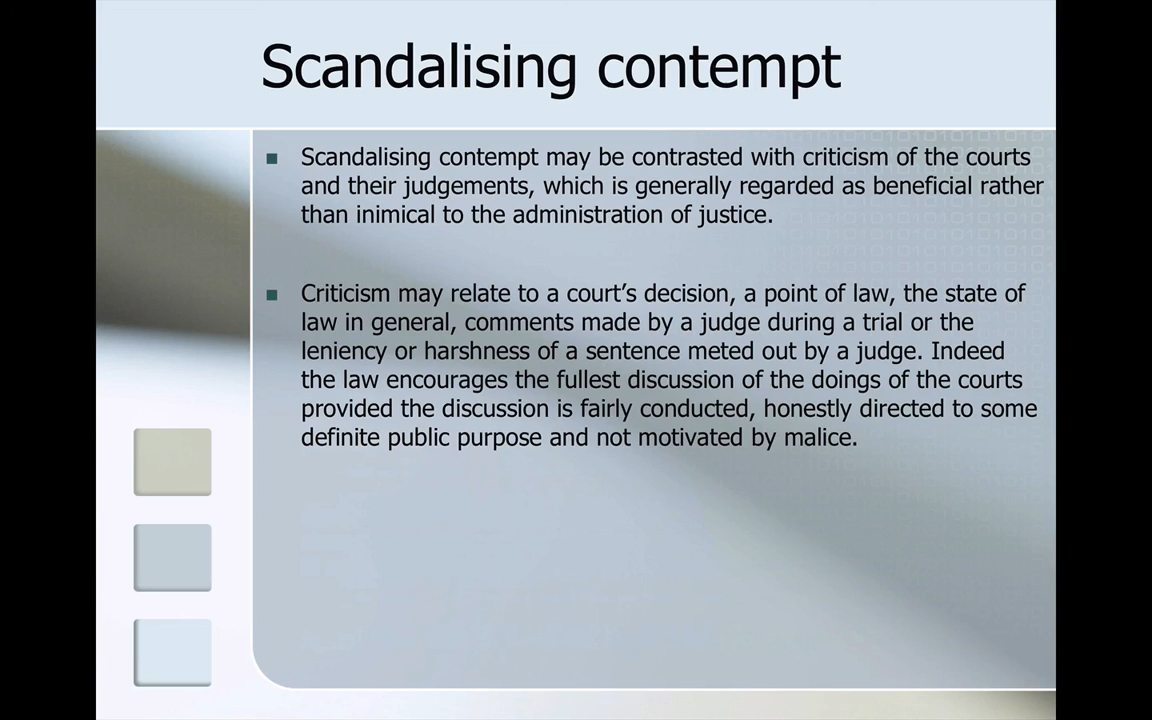 Scandalising contempt
Scandalising contempt may be contrasted with criticism of the courts
and their judgements, which is generally regarded as beneficial rather
than inimical to the administration of justice.
Criticism may relate to a court’s decision, a point of law, the state of
law in general, comments made by a judge during a trial or the
leniency or harshness of a sentence meted out by a judge. Indeed
the law encourages the fullest discussion of the doings of the courts
provided the discussion is fairly conducted, honestly directed to some
definite public purpose and not motivated by malice.